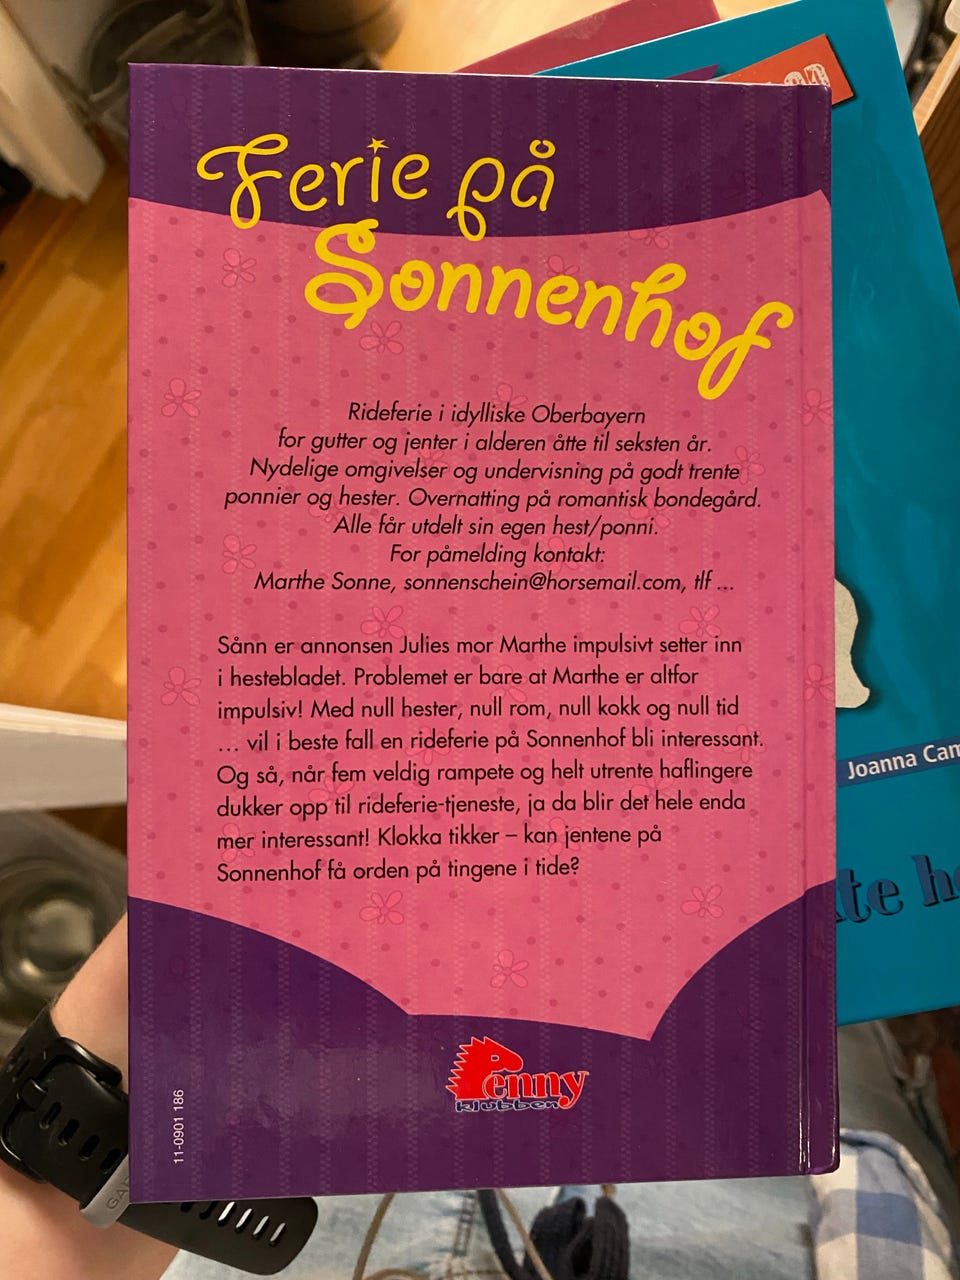 Ferie på
Sonnenhof
Rideferie i idylliske Oberbayern
for gutter og jenter i alderen åtte til seksten år.
Nydelige omgivelser og undervisning på godt trente
ponnier og hester. Overnatting på romantisk bondegård.
Alle får utdelt sin egen hest/ponni.
For påmelding kontakt:
Marthe Sonne, sonnenschein@horsemail.com, tlf ...
Sånn er annonsen Julies mor Marthe impulsivt setter inn
i hestebladet. Problemet er bare at Marthe er altfor
impulsiv! Med null hester, null rom, null kokk og null tid
... vil i beste fall en rideferie på Sonnenhof bli interessant.
Og så, når fem veldig rampete og helt utrente haflingere
dukker opp til rideferie-tjeneste, ja da blir det hele enda
mer interessant! Klokka tikker – kan jentene på
Sonnenhof få orden på tingene i tide?
Penny
klubben
11-0901 186
Joanna